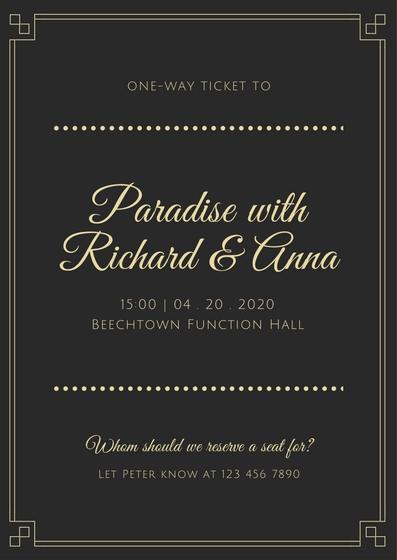 ONE-WAY TICKET TO
Paradise with
Richard & Anna
15:00 | 04 . 20 . 2020
BEECHTOWN FUNCTION HALL
Whom should we reserve a seat for?
LET PETER KNOW AT 123 456 7890